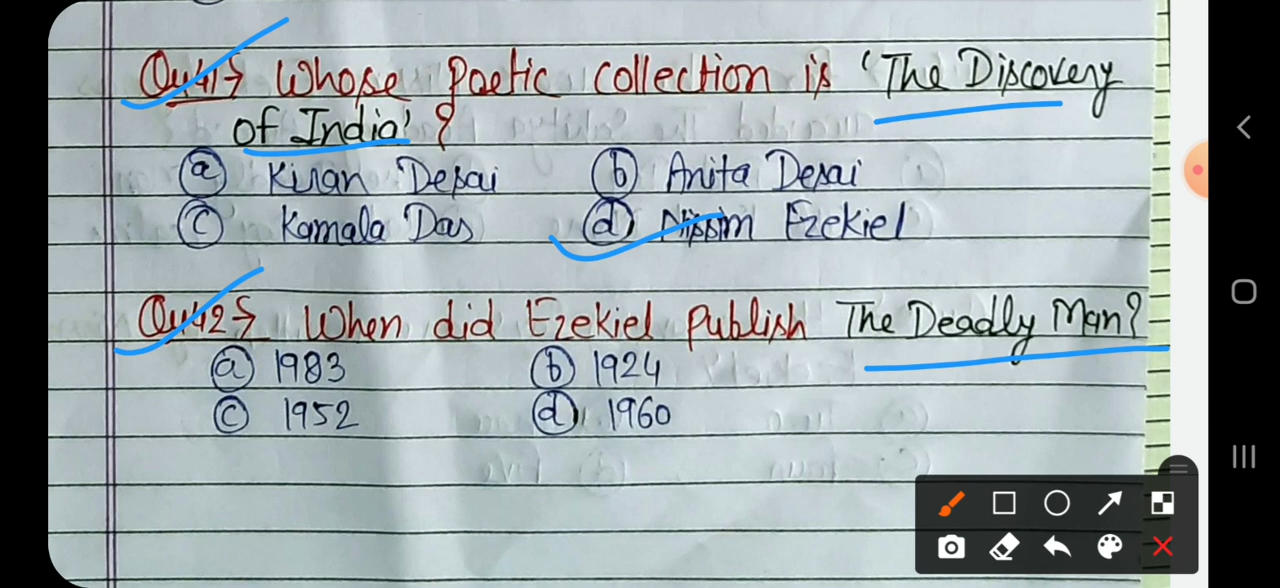 Qu41→ Whose Poetic collection is 'The Discovery
of India'?
(a) Kiran Desai (b) Anita Desai
(c) Kamala Das (d) Nissim Ezekiel
Qu42→ When did Ezekiel Publish The Deadly Man?
(a) 1983 (b) 1924
(c) 1952 (d) 1960